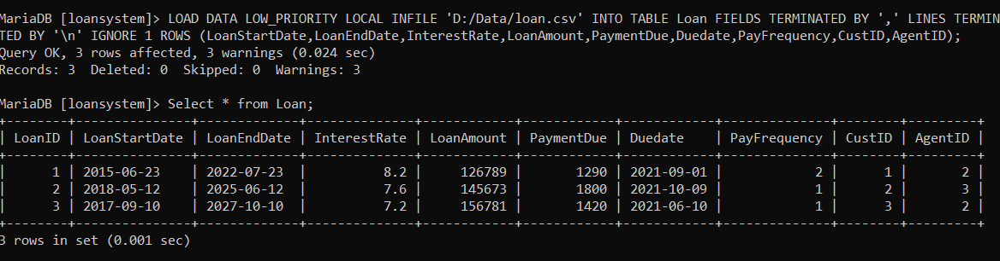 MariaDB [loansystem]> LOAD DATA LOW_PRIORITY LOCAL INFILE 'D:/Data/loan.csv' INTO TABLE Loan FIELDS TERMINATED BY ',' LINES TERMIN
TED BY '\n' IGNORE 1 ROWS (LoanStartDate,LoanEndDate,InterestRate,LoanAmount,PaymentDue,Duedate,PayFrequency,CustID,AgentID);
Query OK, 3 rows affected, 3 warnings (0.024 sec)
Records: 3  Deleted: 0  Skipped: 0  Warnings: 3
MariaDB [loansystem]> Select * from Loan;
+--------+---------------+-------------+--------------+------------+------------+------------+--------------+--------+---------+
| LoanID | LoanStartDate | LoanEndDate | InterestRate | LoanAmount | PaymentDue | Duedate    | PayFrequency | CustID | AgentID |
+--------+---------------+-------------+--------------+------------+------------+------------+--------------+--------+---------+
|      1 | 2015-06-23    | 2022-07-23  |          8.2 |     126789 |       1290 | 2021-09-01 |            2 |      1 |       2 |
|      2 | 2018-05-12    | 2025-06-12  |          7.6 |     145673 |       1800 | 2021-10-09 |            1 |      2 |       3 |
|      3 | 2017-09-10    | 2027-10-10  |          7.2 |     156781 |       1420 | 2021-06-10 |            1 |      3 |       2 |
+--------+---------------+-------------+--------------+------------+------------+------------+--------------+--------+---------+
3 rows in set (0.001 sec)